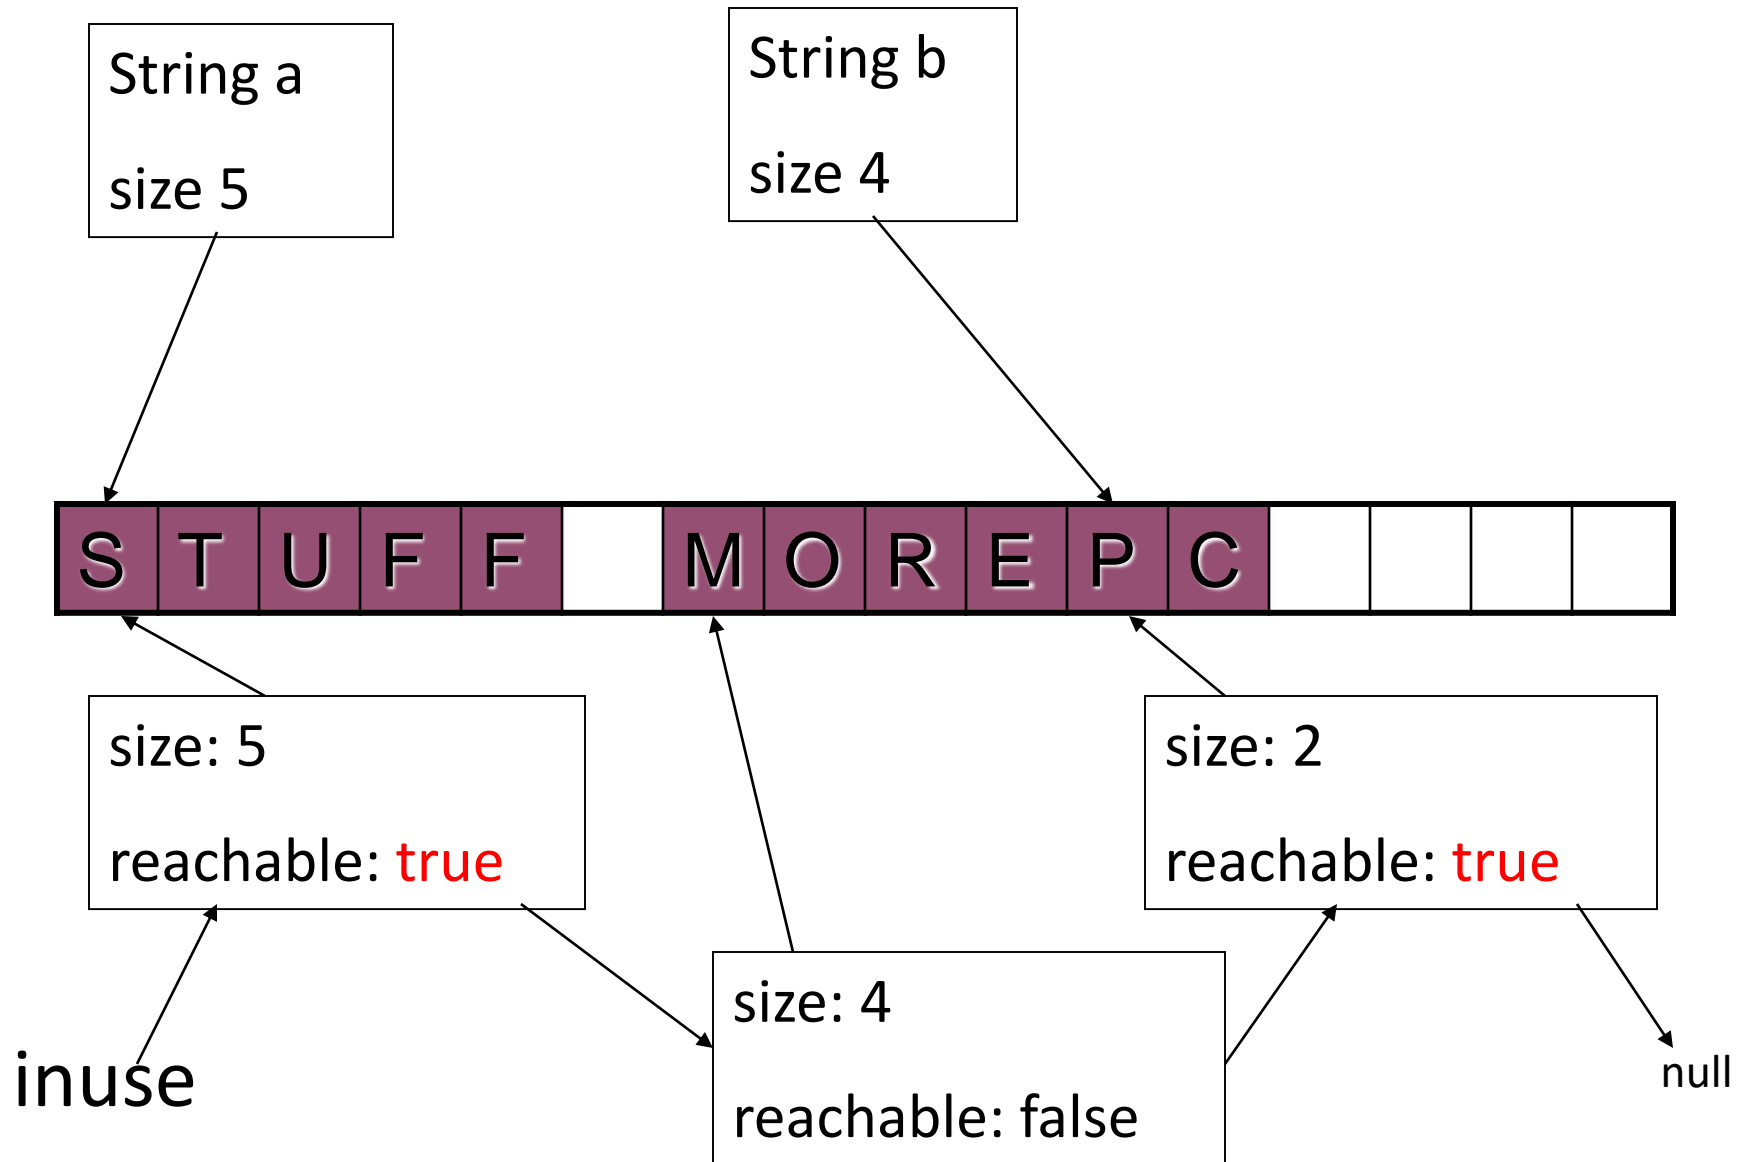 String a
size 5
String b
size 4
S T U F F M O R E P C
size: 5
reachable: true
size: 2
reachable: true
size: 4
reachable: false
inuse
null